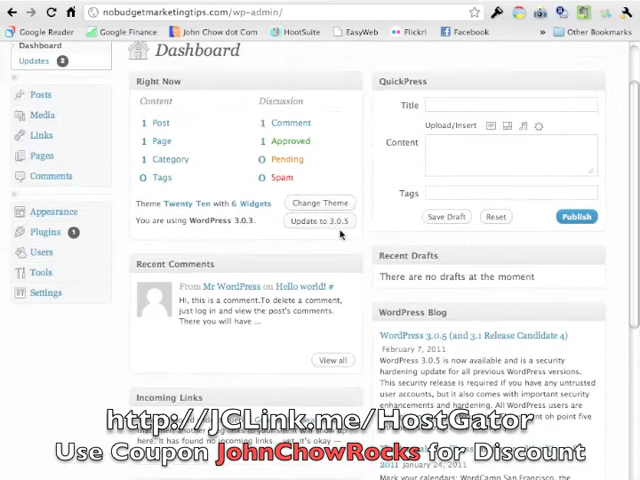 nobudgetmarketingtips.com/wp-admin/
Google Reader Google Finance John Chow dot Com HootSuite EasyWeb Flickr! Facebook » Other Bookmarks
Dashboard
Updates 2
Posts
Media
Links
Pages
Comments
Appearance
Plugins 1
Users
Tools
Settings
Dashboard
Right Now
Content Discussion
1 Post 1 Comment
1 Page 1 Approved
1 Category 0 Pending
0 Tags 0 Spam
Theme Twenty Ten with 6 Widgets Change Theme
You are using WordPress 3.0.3. Update to 3.0.5
Recent Comments
From Mr WordPress on Hello world! #
Hi, this is a comment.To delete a comment,
just log in and view the post's comments.
There you will have ...
View all
Incoming Links
QuickPress
Title
Upload/Insert
Content
Tags
Save Draft Reset Publish
Recent Drafts
There are no drafts at the moment
WordPress Blog
WordPress 3.0.5 (and 3.1 Release Candidate 4)
February 7, 2011
WordPress 3.0.5 is now available and is a security
hardening update for all previous WordPress versions.
This security release is required if you have any untrusted
user accounts, but it also comes with important
http://JCLink.me/HostGator
Use Coupon JohnChowRocks for Discount